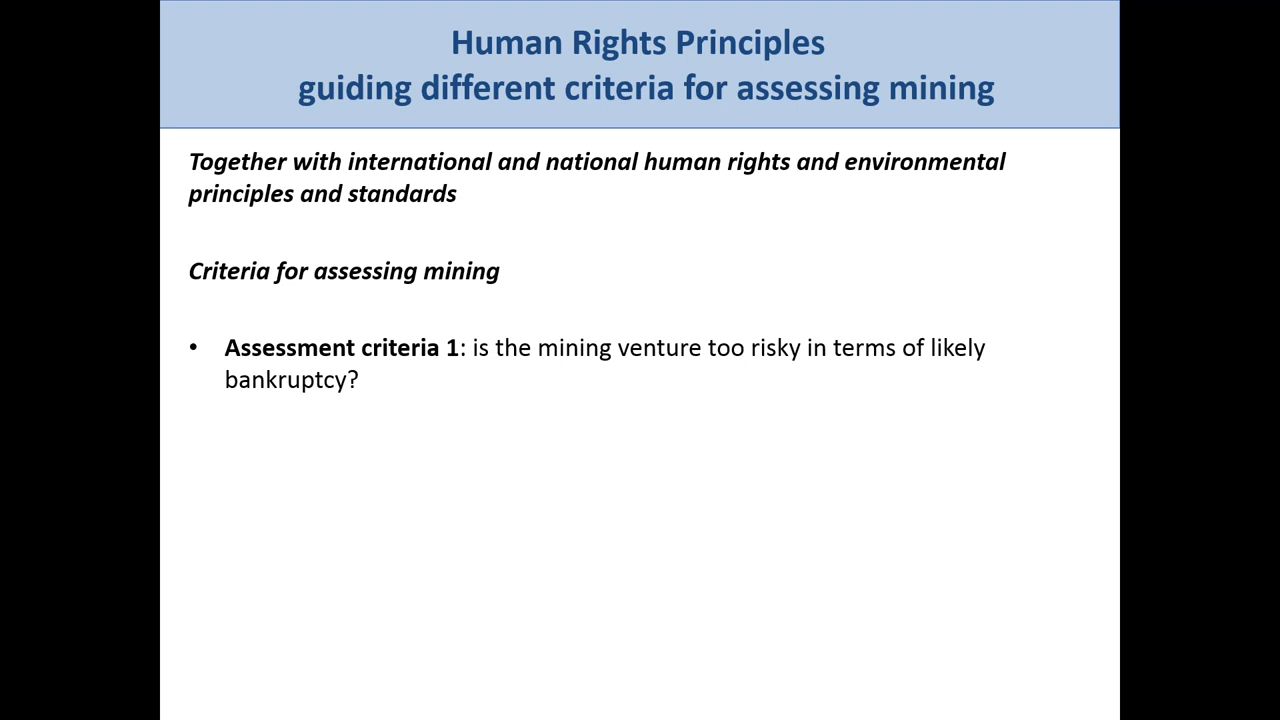 Human Rights Principles
guiding different criteria for assessing mining
Together with international and national human rights and environmental
principles and standards
Criteria for assessing mining
• Assessment criteria 1: is the mining venture too risky in terms of likely
bankruptcy?